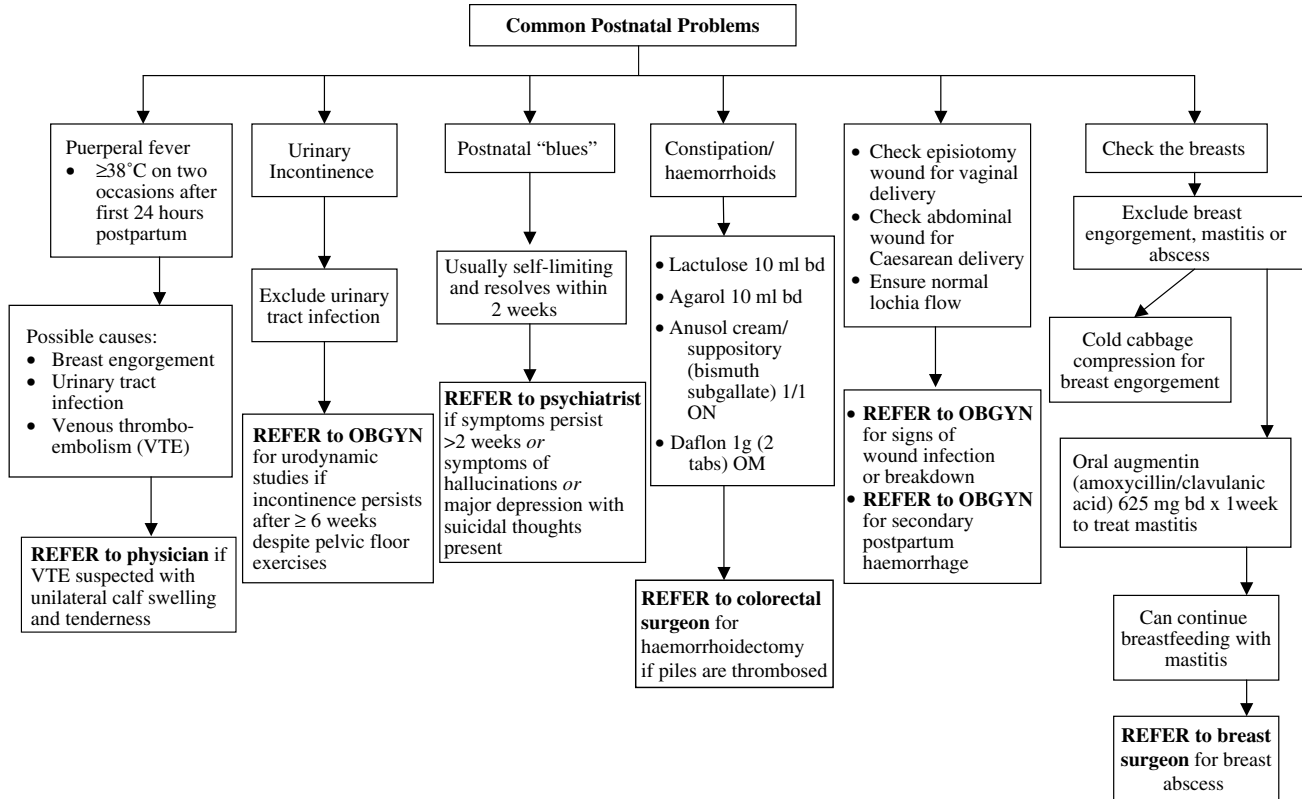 Common Postnatal Problems
Puerperal fever
• ≥38˚C on two
occasions after
first 24 hours
postpartum
Possible causes:
• Breast engorgement
• Urinary tract
infection
• Venous thrombo-
embolism (VTE)
REFER to physician if
VTE suspected with
unilateral calf swelling
and tenderness
Urinary
Incontinence
Exclude urinary
tract infection
REFER to OBGYN
for urodynamic
studies if
incontinence persists
after ≥ 6 weeks
despite pelvic floor
exercises
Postnatal “blues”
Usually self-limiting
and resolves within
2 weeks
REFER to psychiatrist
if symptoms persist
>2 weeks or
symptoms of
hallucinations or
major depression with
suicidal thoughts
present
Constipation/
haemorrhoids
• Lactulose 10 ml bd
• Agarol 10 ml bd
• Anusol cream/
suppository
(bismuth
subgallate) 1/1
ON
• Daflon 1g (2
tabs) OM
REFER to colorectal
surgeon for
haemorrhoidectomy
if piles are thrombosed
• Check episiotomy
wound for vaginal
delivery
• Check abdominal
wound for
Caesarean delivery
• Ensure normal
lochia flow
• REFER to OBGYN
for signs of
wound infection
or breakdown
• REFER to OBGYN
for secondary
postpartum
haemorrhage
Check the breasts
Exclude breast
engorgement, mastitis or
abscess
Cold cabbage
compression for
breast engorgement
Oral augmentin
(amoxycillin/clavulanic
acid) 625 mg bd x 1week
to treat mastitis
Can continue
breastfeeding with
mastitis
REFER to breast
surgeon for breast
abscess